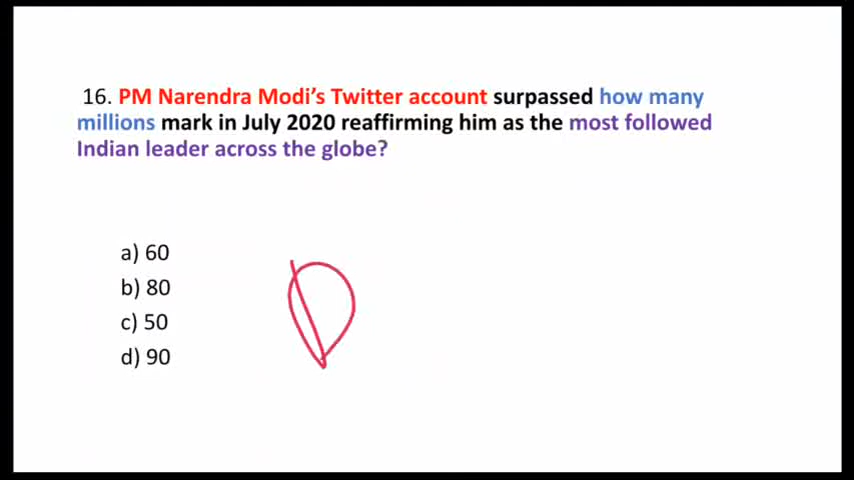 16. PM Narendra Modi's Twitter account surpassed how many
millions mark in July 2020 reaffirming him as the most followed
Indian leader across the globe?
a) 60
b) 80
c) 50
d) 90